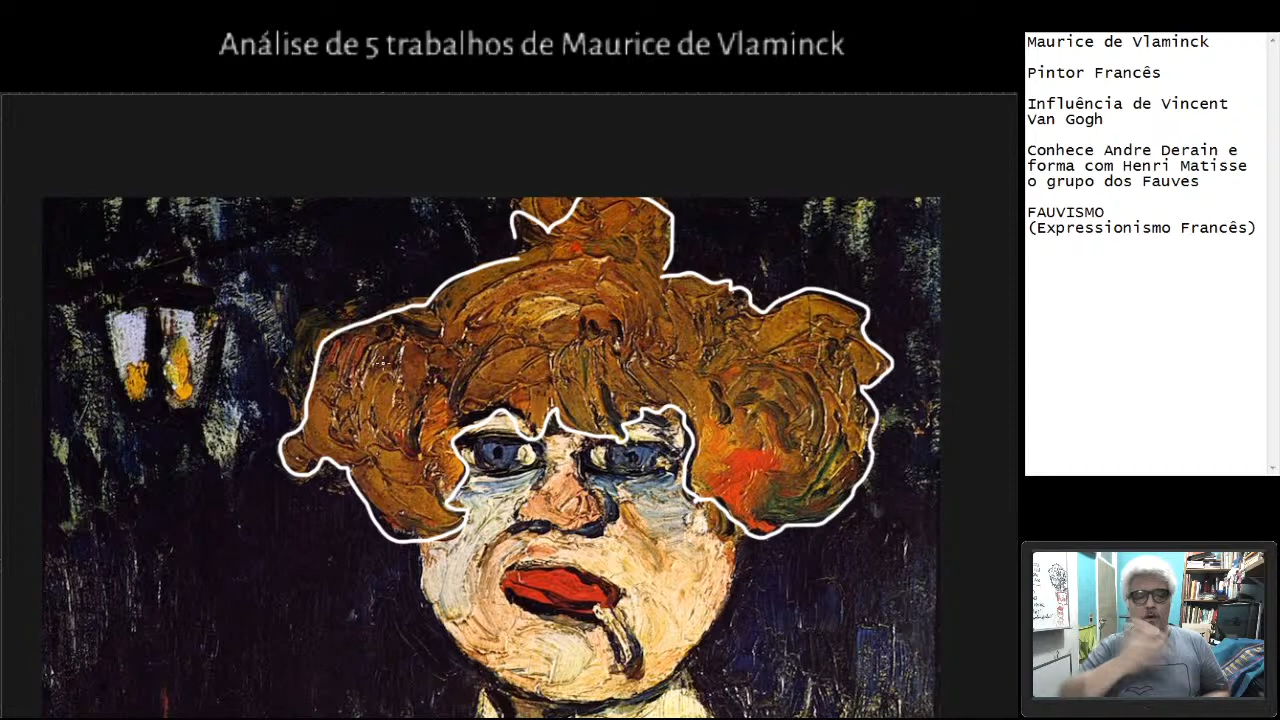 Análise de 5 trabalhos de Maurice de Vlaminck
Maurice de Vlaminck
Pintor Francês
Influência de Vincent
Van Gogh
Conhece Andre Derain e
forma com Henri Matisse
o grupo dos Fauves
FAUVISMO
(Expressionismo Francês)